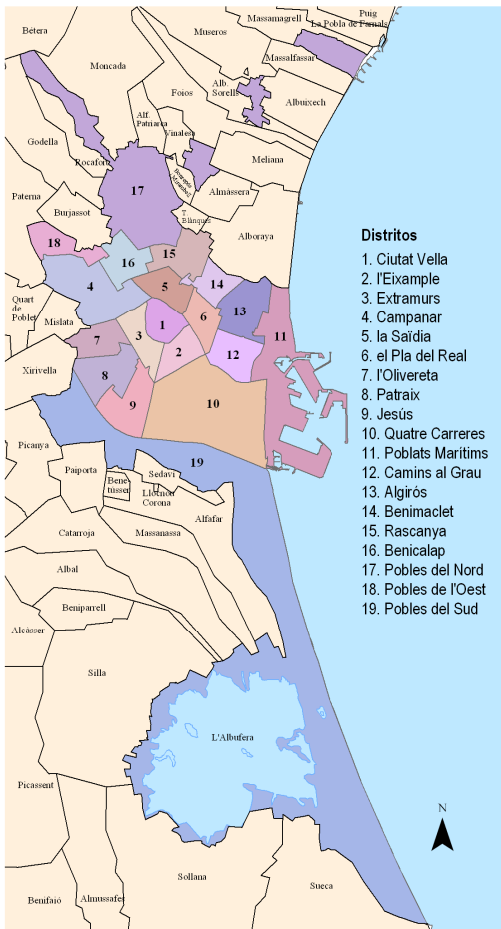 Puig
Massamagrell
La Pobla de Farnals
Bétera
Museros
Moncada
Massalfassar
Foios
Alb.
Sorells
Albuixech
Alf.
Patriarca
Vinalesa
Godella
Rocafort
Meliana
Bonrepòs
Mirambell
17
Almàssera
Paterna
Burjassot
T.
Blanques
Alboraya
18
16
15
4
5
14
13
11
Quart
de
Poblet
Mislata
1
6
3
7
2
12
Xirivella
8
9
10
Distritos
1. Ciutat Vella
2. l'Eixample
3. Extramurs
4. Campanar
5. la Saïdia
6. el Pla del Real
7. l'Olivereta
8. Patraix
9. Jesús
10. Quatre Carreres
11. Poblats Marítims
12. Camins al Grau
13. Algirós
14. Benimaclet
15. Rascanya
16. Benicalap
17. Pobles del Nord
18. Pobles de l'Oest
19. Pobles del Sud
Picanya
19
Paiporta
Sedaví
Bene
tússer
Llocnou
Corona
Alfafar
Catarroja
Massanassa
Albal
Beniparrell
Alcàsser
Silla
L'Albufera
Picassent
N
Sollana
Sueca
Benifaió
Almussafes